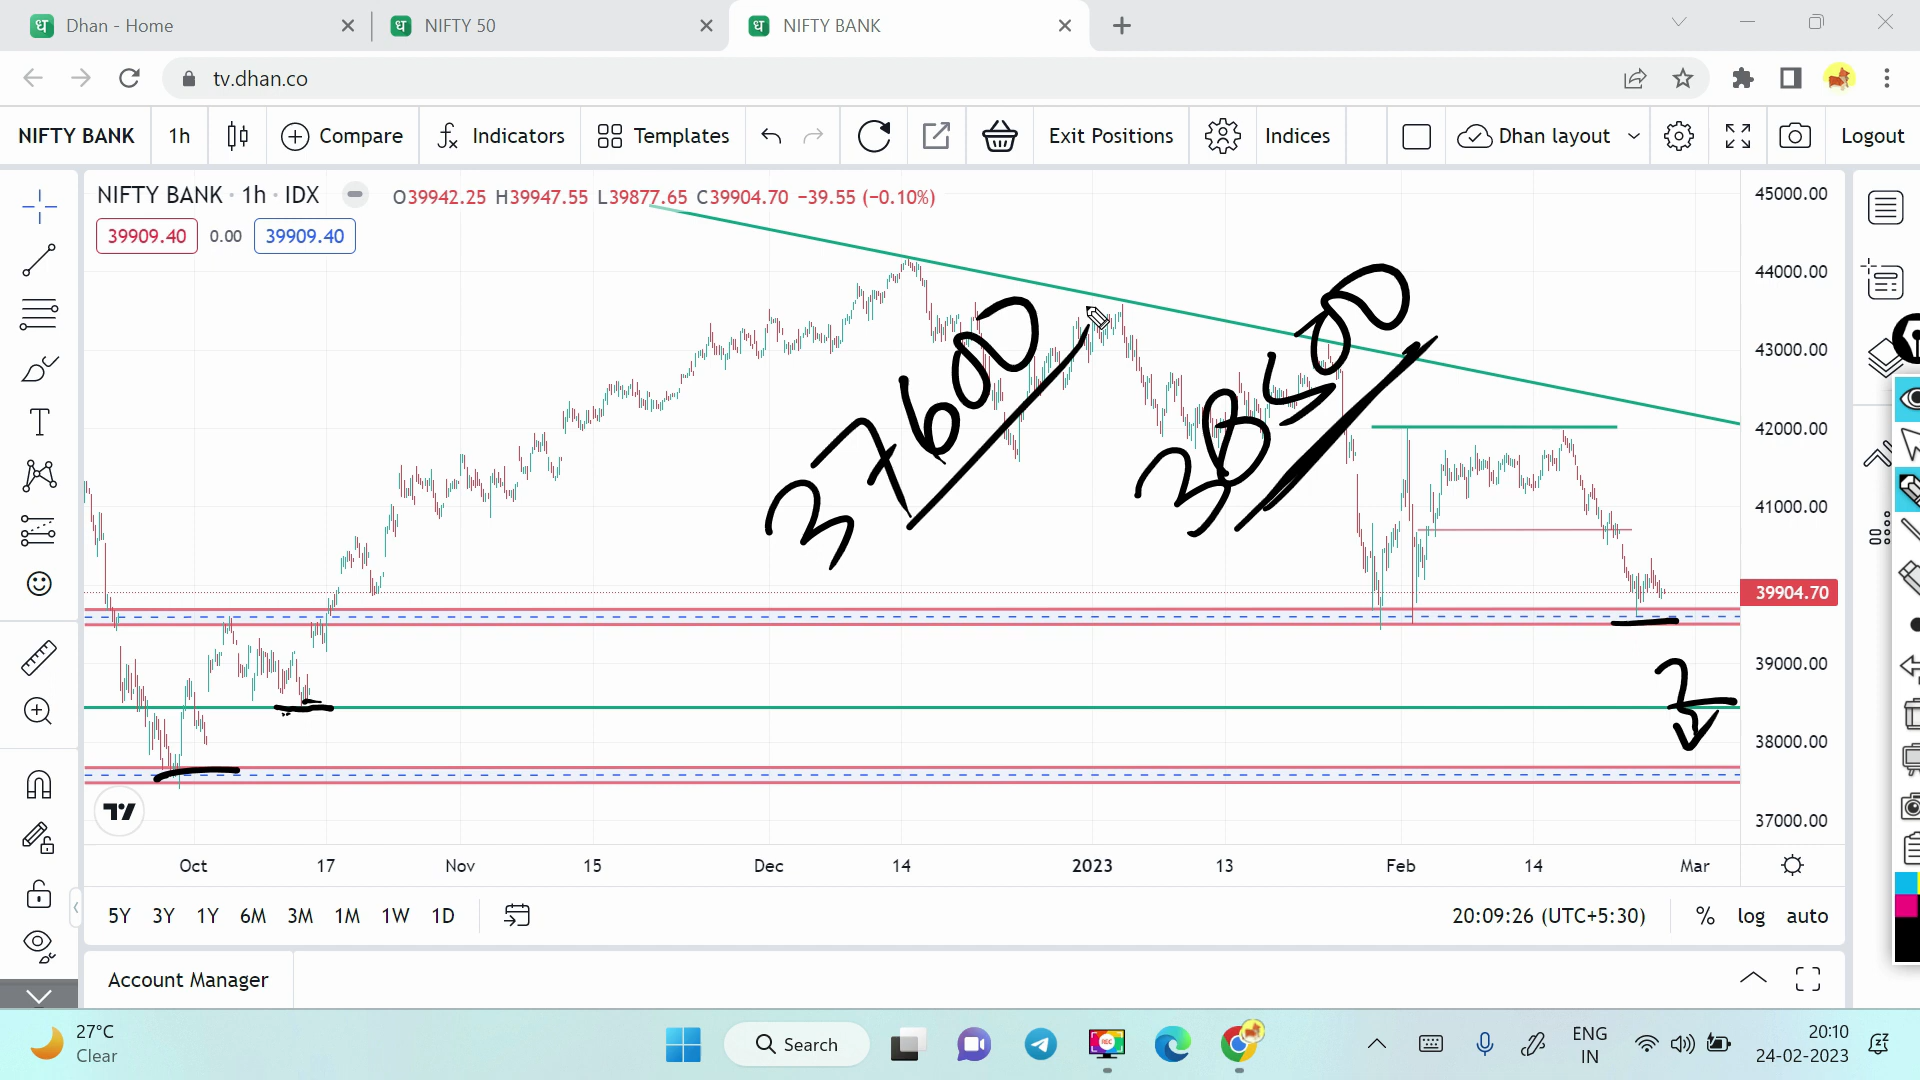 ध Dhan - Home
ध NIFTY 50
ध NIFTY BANK
tv.dhan.co
NIFTY BANK 1h Compare Indicators Templates Exit Positions Indices Dhan layout Logout
NIFTY BANK · 1h · IDX O39942.25 H39947.55 L39877.65 C39904.70 −39.55 (−0.10%)
39909.40 0.00 39909.40
45000.00
44000.00
43000.00
42000.00
41000.00
39904.70
39000.00
38000.00
37000.00
37600
38500
Oct 17 Nov 15 Dec 14 2023 13 Feb 14 Mar
5Y 3Y 1Y 6M 3M 1M 1W 1D 20:09:26 (UTC+5:30) % log auto
Account Manager
27°C
Clear
Search
REC
ENG
IN
20:10
24-02-2023